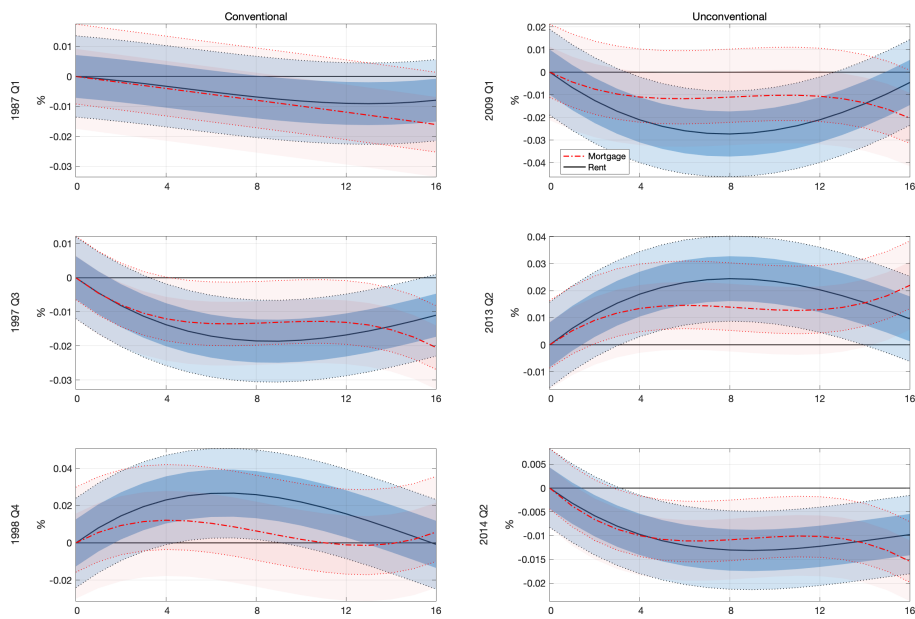 Conventional
Unconventional
1987 Q1
%
0.01
0
-0.01
-0.02
-0.03
0 4 8 12 16
2009 Q1
%
0.02
0.01
0
-0.01
-0.02
-0.03
-0.04
Mortgage
Rent
0 4 8 12 16
1997 Q3
%
0.01
0
-0.01
-0.02
-0.03
0 4 8 12 16
2013 Q2
%
0.04
0.03
0.02
0.01
0
-0.01
0 4 8 12 16
1998 Q4
%
0.04
0.02
0
-0.02
0 4 8 12 16
2014 Q2
%
0.005
0
-0.005
-0.01
-0.015
-0.02
0 4 8 12 16